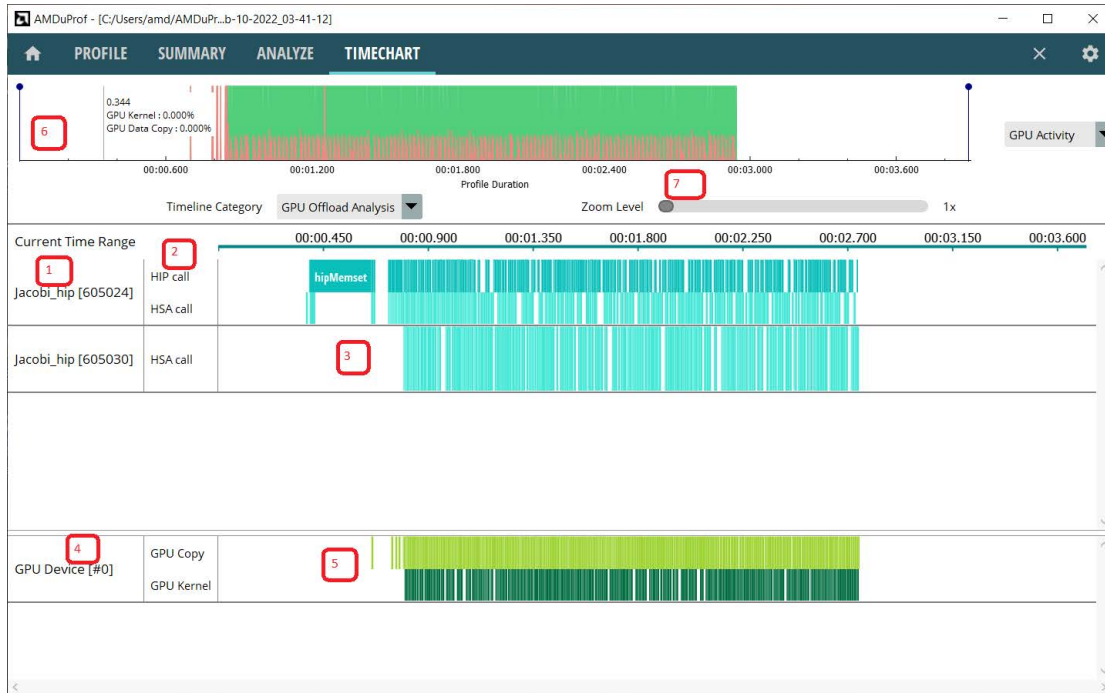 AMDuProf - [C:/Users/amd/AMDuPr...b-10-2022_03-41-12]
PROFILE SUMMARY ANALYZE TIMECHART
0.344
GPU Kernel : 0.000%
GPU Data Copy : 0.000%
6
GPU Activity
00:00.600 00:01.200 00:01.800 00:02.400 00:03.000 00:03.600
Profile Duration
7
Timeline Category GPU Offload Analysis Zoom Level 1x
Current Time Range 00:00.450 00:00.900 00:01.350 00:01.800 00:02.250 00:02.700 00:03.150 00:03.600
2
1
HIP call hipMemset
Jacobi_hip [605024]
HSA call
3
Jacobi_hip [605030] HSA call
4
GPU Copy
GPU Device [#0]
5
GPU Kernel